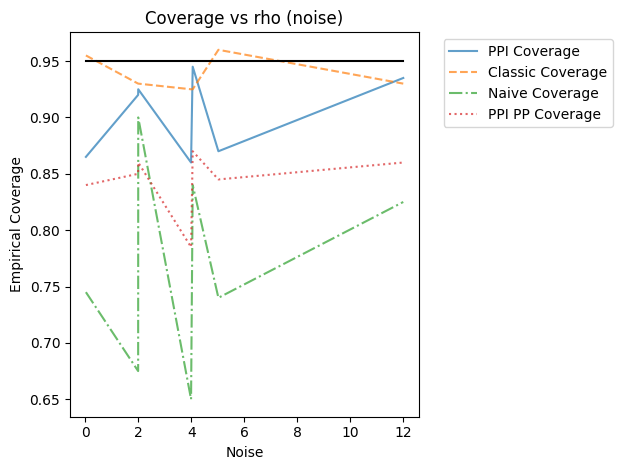 Coverage vs rho (noise)
PPI Coverage
Classic Coverage
Naive Coverage
PPI PP Coverage
Empirical Coverage
0.95
0.90
0.85
0.80
0.75
0.70
0.65
0 2 4 6 8 10 12
Noise